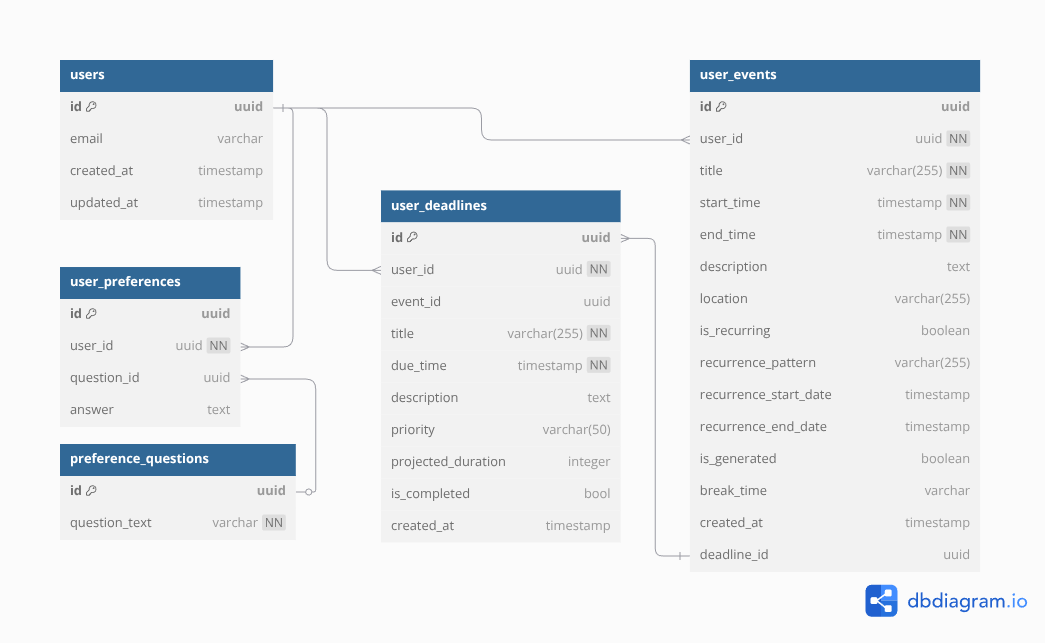 users
id uuid
email varchar
created_at timestamp
updated_at timestamp
user_preferences
id uuid
user_id uuid NN
question_id uuid
answer text
preference_questions
id uuid
question_text varchar NN
user_deadlines
id uuid
user_id uuid NN
event_id uuid
title varchar(255) NN
due_time timestamp NN
description text
priority varchar(50)
projected_duration integer
is_completed bool
created_at timestamp
user_events
id uuid
user_id uuid NN
title varchar(255) NN
start_time timestamp NN
end_time timestamp NN
description text
location varchar(255)
is_recurring boolean
recurrence_pattern varchar(255)
recurrence_start_date timestamp
recurrence_end_date timestamp
is_generated boolean
break_time varchar
created_at timestamp
deadline_id uuid
dbdiagram.io